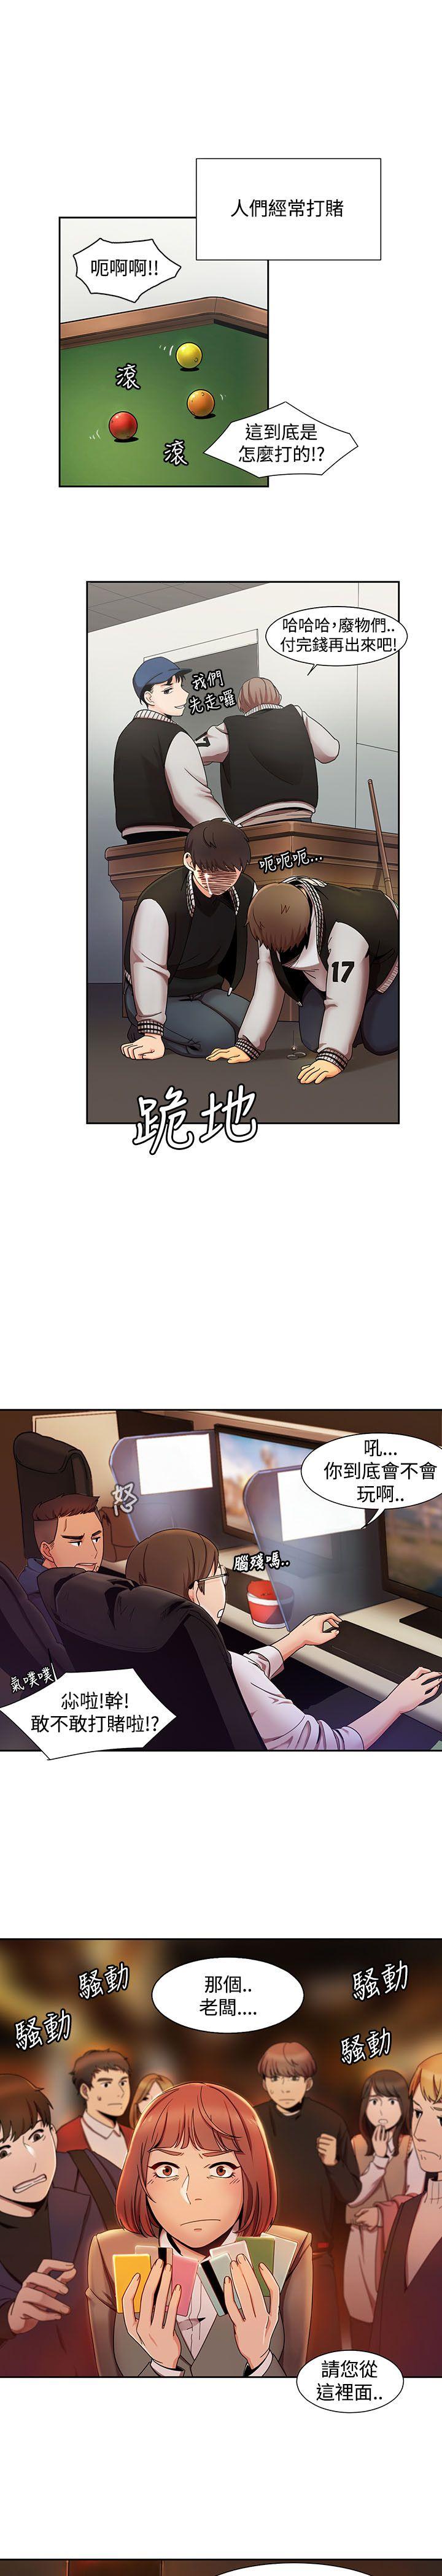 人們經常打賭
呃啊啊!!
滾
滾
這到底是
怎麼打的!?
哈哈哈,廢物們..
付完錢再出來吧!
我們
先走囉
呃呃呃...
17
跪地
吼...
你到底會不會
玩啊..
怒
腦殘嗎..
氣噗噗
尛啦!幹!
敢不敢打賭啦!?
騷動
騷動
那個..
老闆....
騷動
騷動
請您從
這裡面..